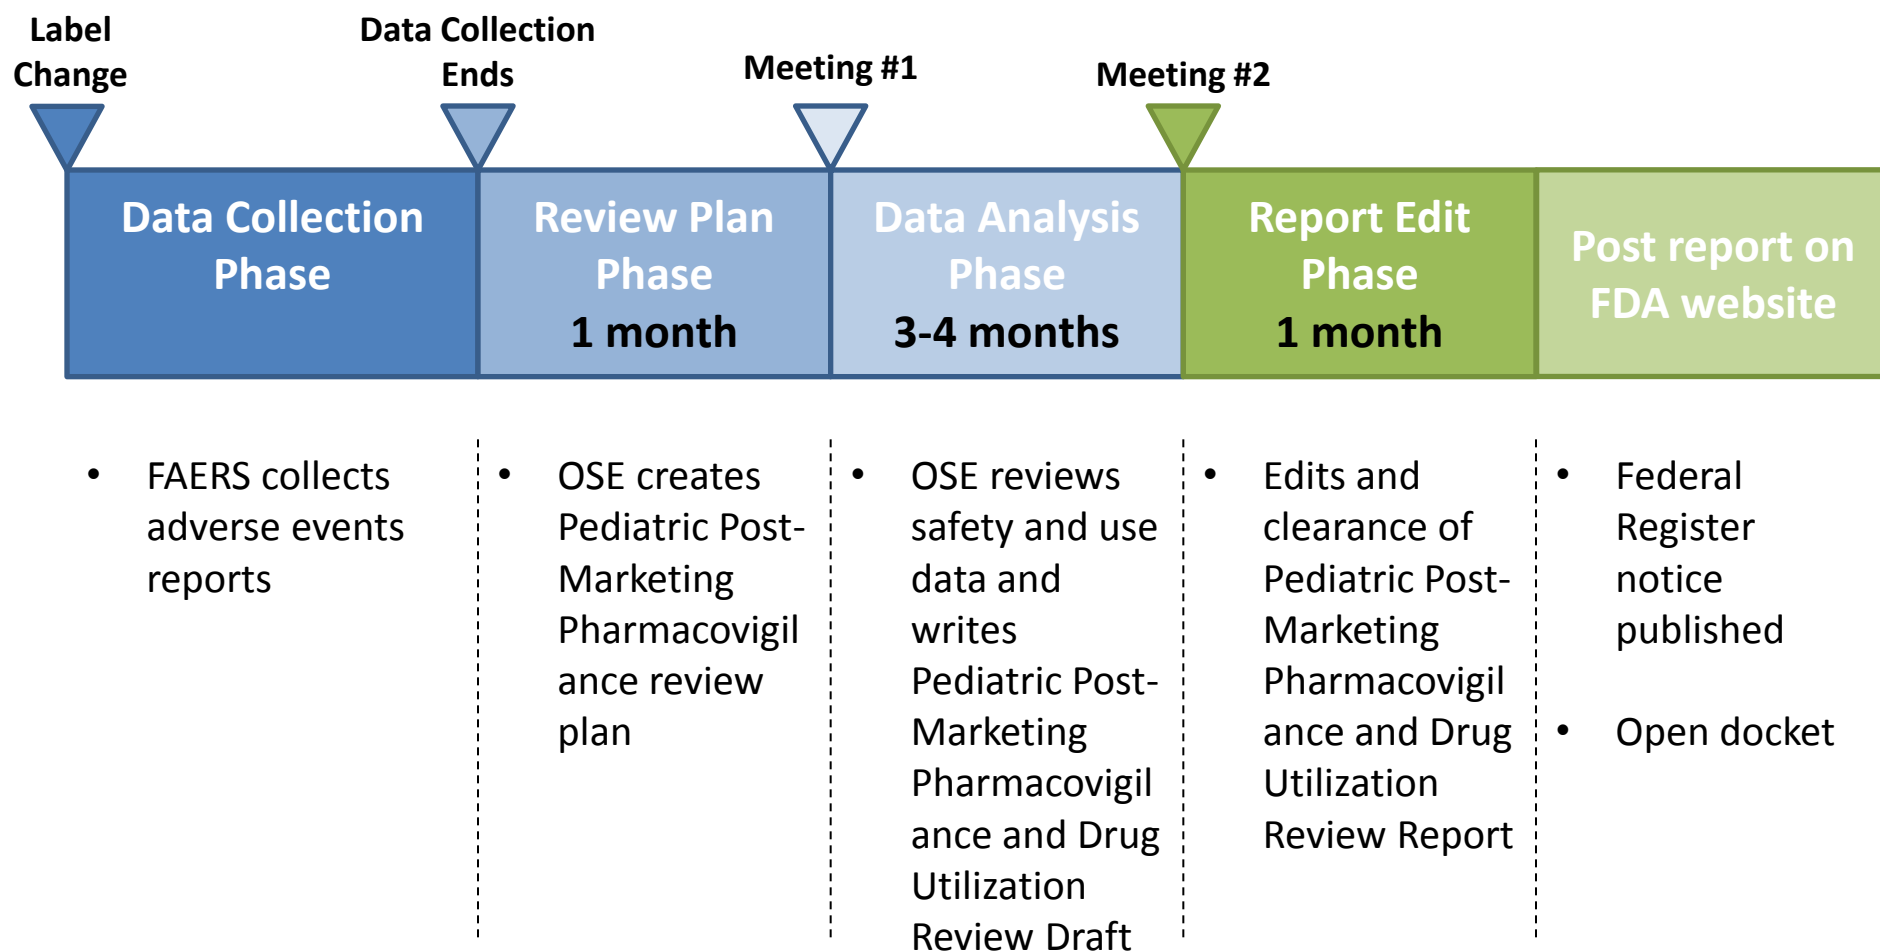 Label
Change
Data Collection
Ends
Meeting #1
Meeting #2
Data Collection
Phase
Review Plan
Phase
1 month
Data Analysis
Phase
3-4 months
Report Edit
Phase
1 month
Post report on
FDA website
• FAERS collects
adverse events
reports
• OSE creates
Pediatric Post-
Marketing
Pharmacovigil
ance review
plan
• OSE reviews
safety and use
data and
writes
Pediatric Post-
Marketing
Pharmacovigil
ance and Drug
Utilization
Review Draft
• Edits and
clearance of
Pediatric Post-
Marketing
Pharmacovigil
ance and Drug
Utilization
Review Report
• Federal
Register
notice
published
• Open docket